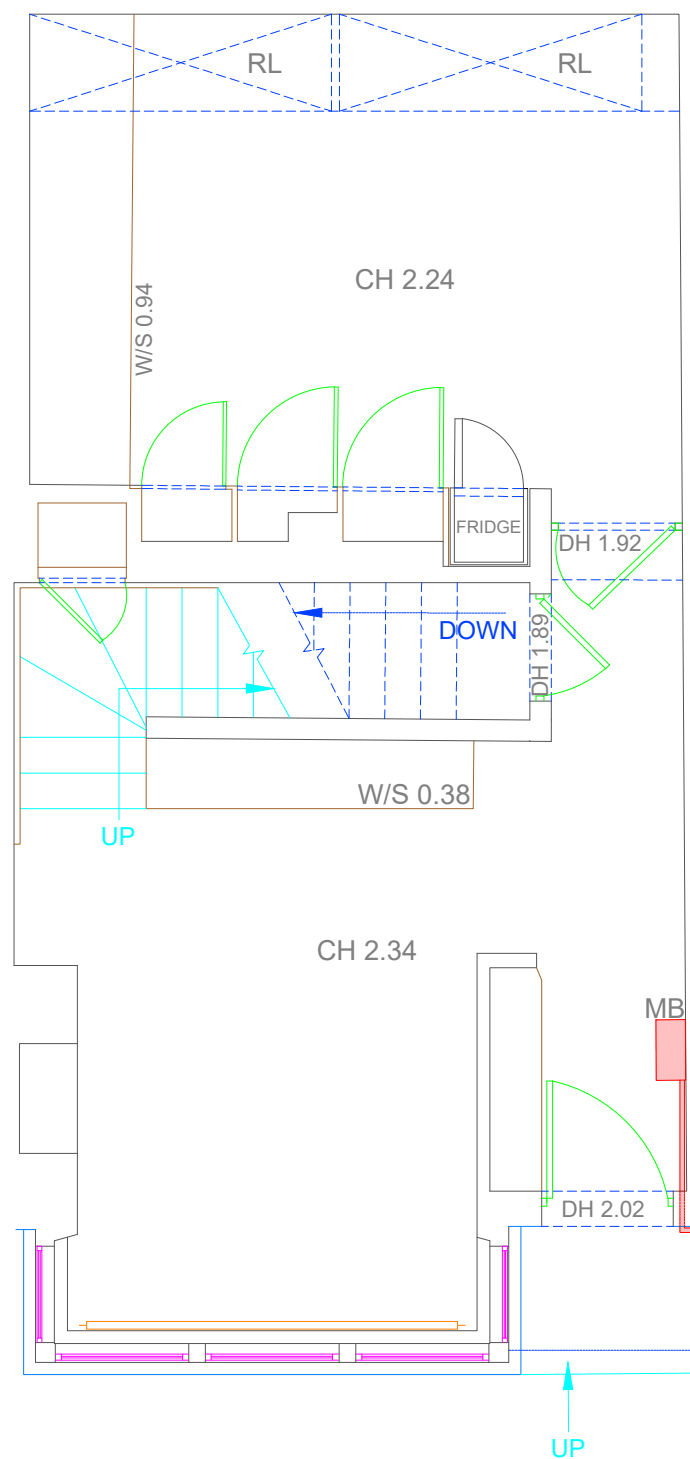 RL
RL
CH 2.24
W/S 0.94
FRIDGE
DH 1.92
DOWN
DH 1.89
W/S 0.38
UP
CH 2.34
MB
DH 2.02
UP